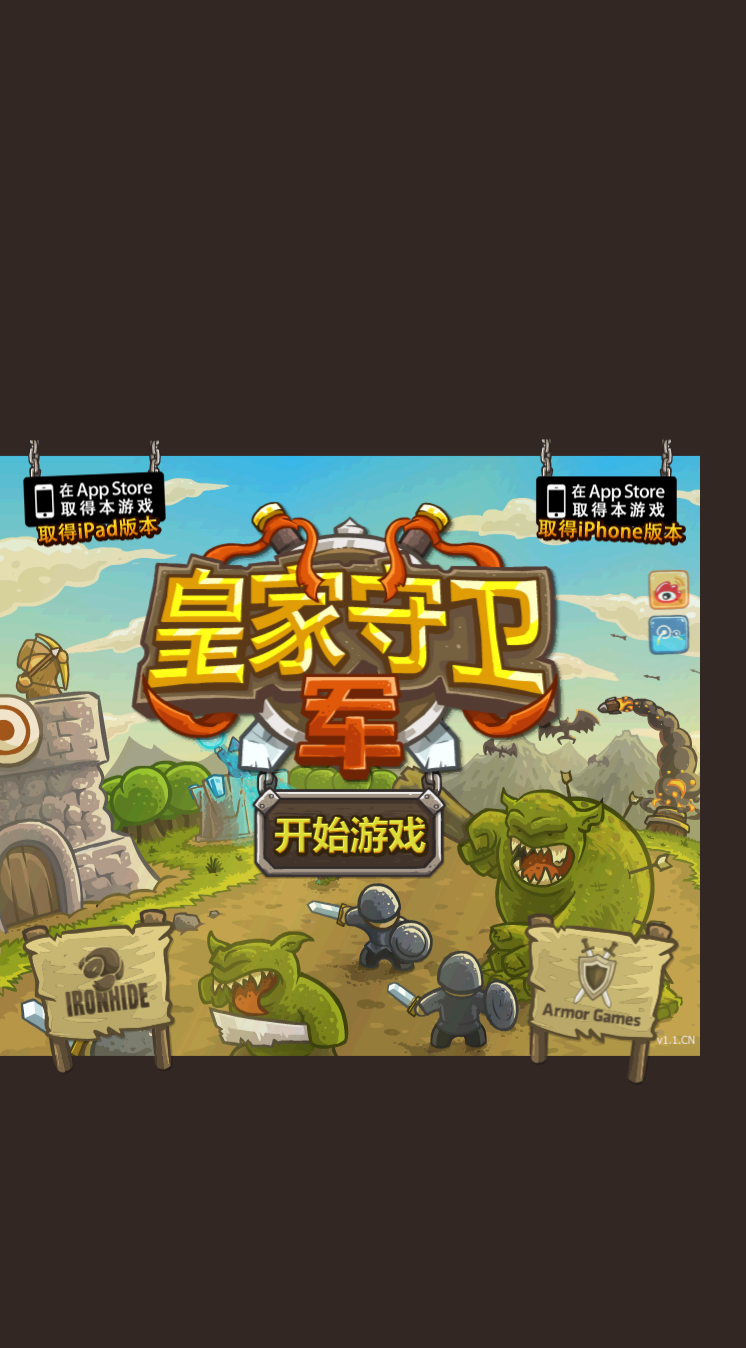 在 App Store
取得本游戏
取得iPad版本
在 App Store
取得本游戏
取得iPhone版本
皇家守卫
军
开始游戏
IRONHIDE
Armor Games
v1.1.CN